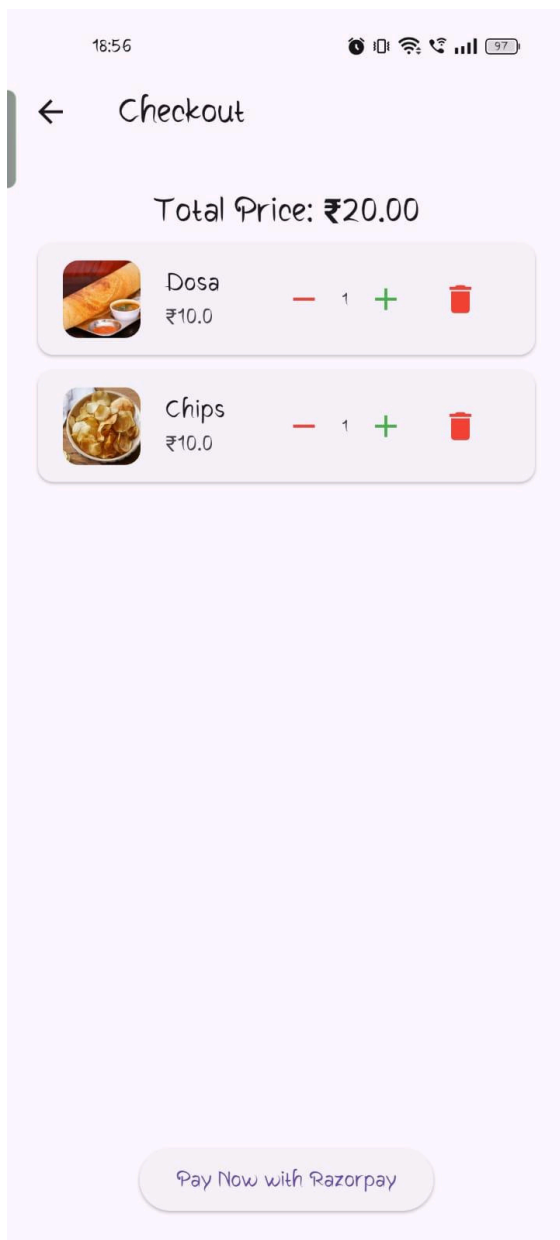 18:56
97
Checkout
Total Price: ₹20.00
Dosa
₹10.0
1
Chips
₹10.0
1
Pay Now with Razorpay